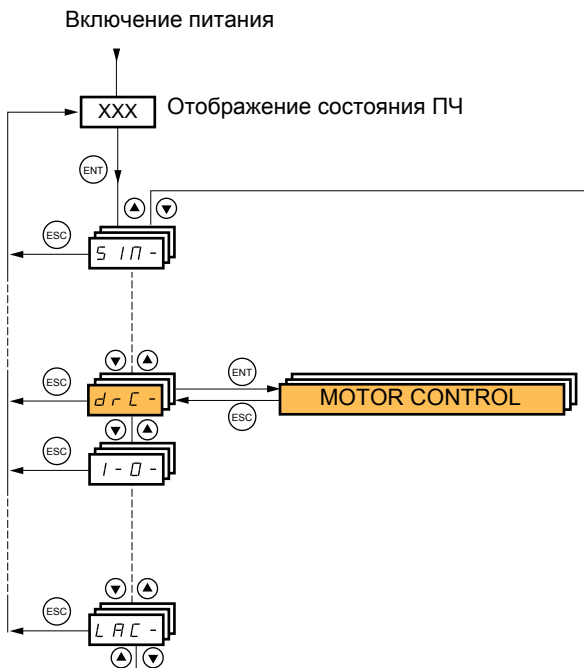 Включение питания
XXX
Отображение состояния ПЧ
ENT
ESC
SIM-
ESC
drC-
ENT
ESC
MOTOR CONTROL
ESC
I-O-
ESC
LAC-